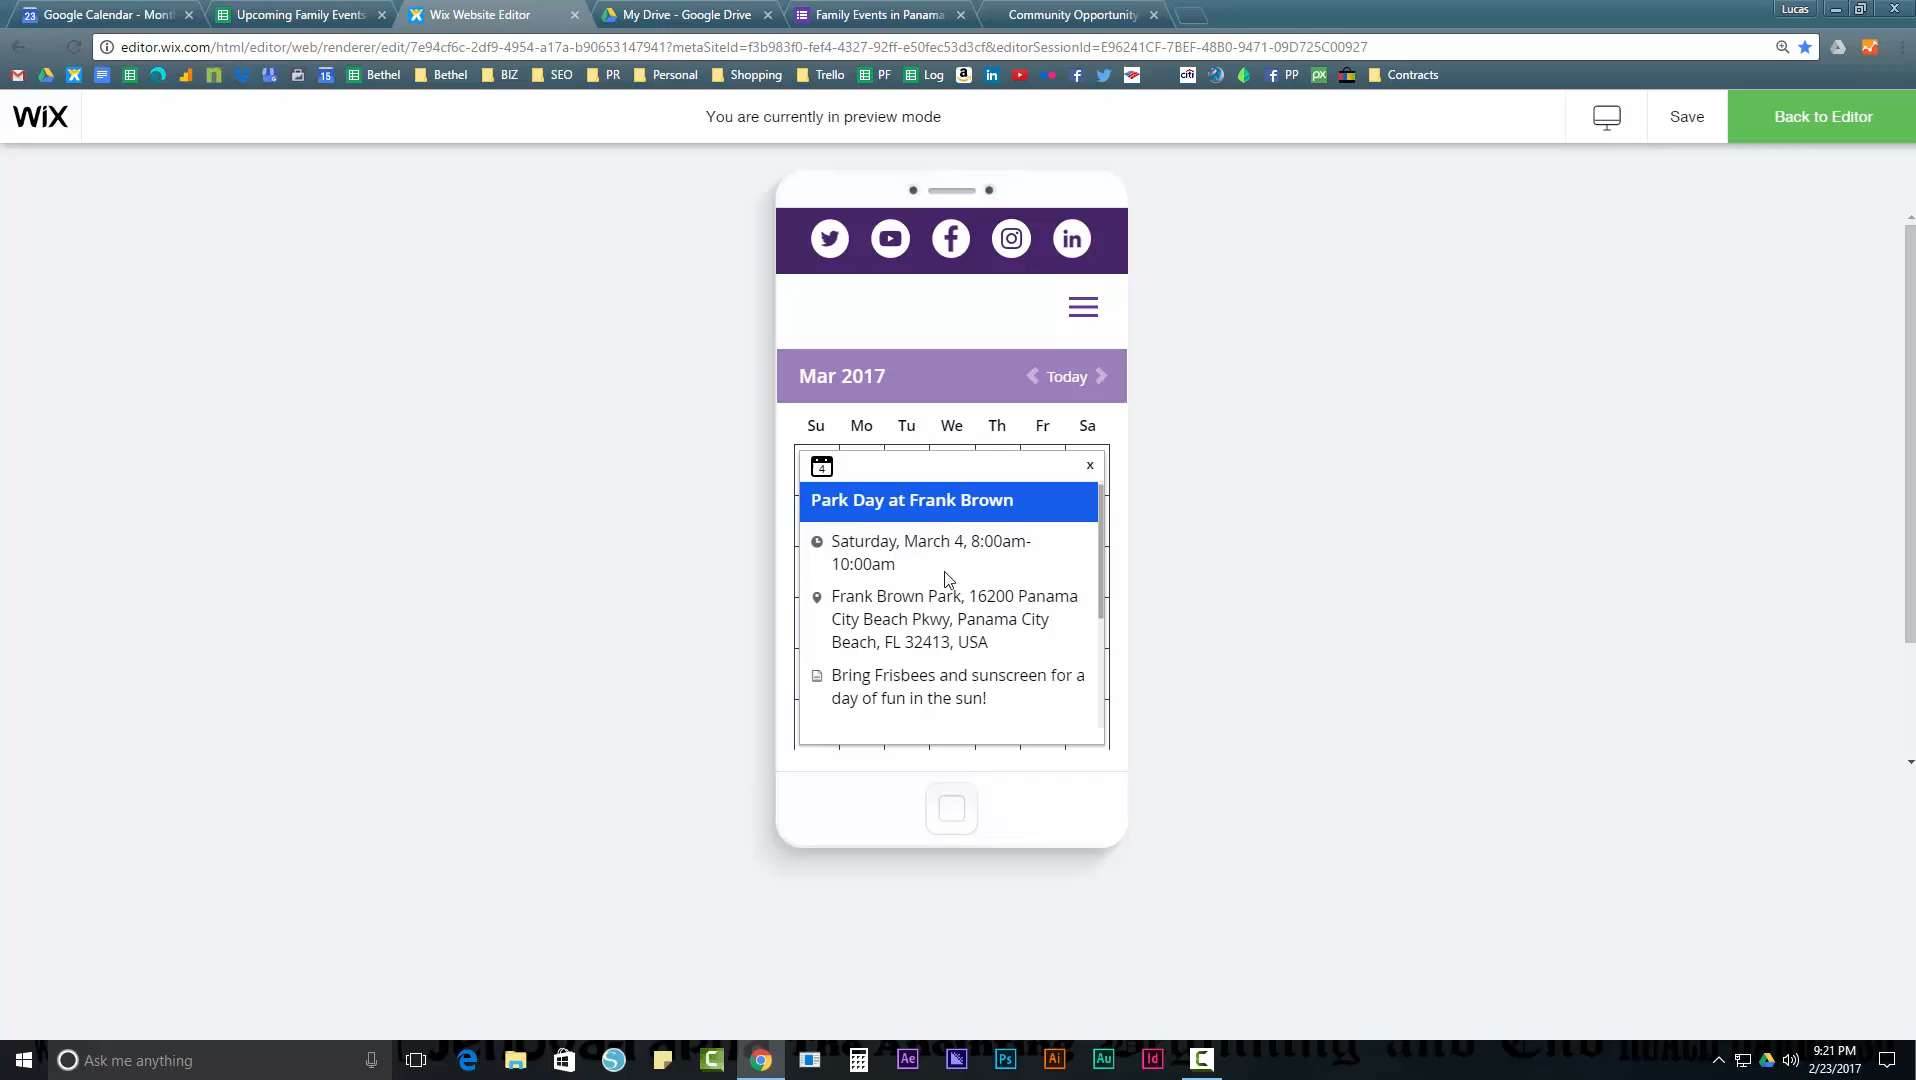 Google Calendar - Mont
Upcoming Family Events
Wix Website Editor
My Drive - Google Drive
Family Events in Panama
Community Opportunity
Lucas
editor.wix.com/html/editor/web/renderer/edit/7e94cf6c-2df9-4954-a17a-b90653147941?metaSiteId=f3b983f0-fef4-4327-92ff-e50fec53d3cf&editorSessionId=E96241CF-7BEF-48B0-9471-09D725C00927
Bethel Bethel BIZ SEO PR Personal Shopping Trello PF Log PP Contracts
WiX
You are currently in preview mode
Save
Back to Editor
Mar 2017
Today
Su Mo Tu We Th Fr Sa
4
x
Park Day at Frank Brown
Saturday, March 4, 8:00am-
10:00am
Frank Brown Park, 16200 Panama
City Beach Pkwy, Panama City
Beach, FL 32413, USA
Bring Frisbees and sunscreen for a
day of fun in the sun!
Ask me anything
9:21 PM
2/23/2017